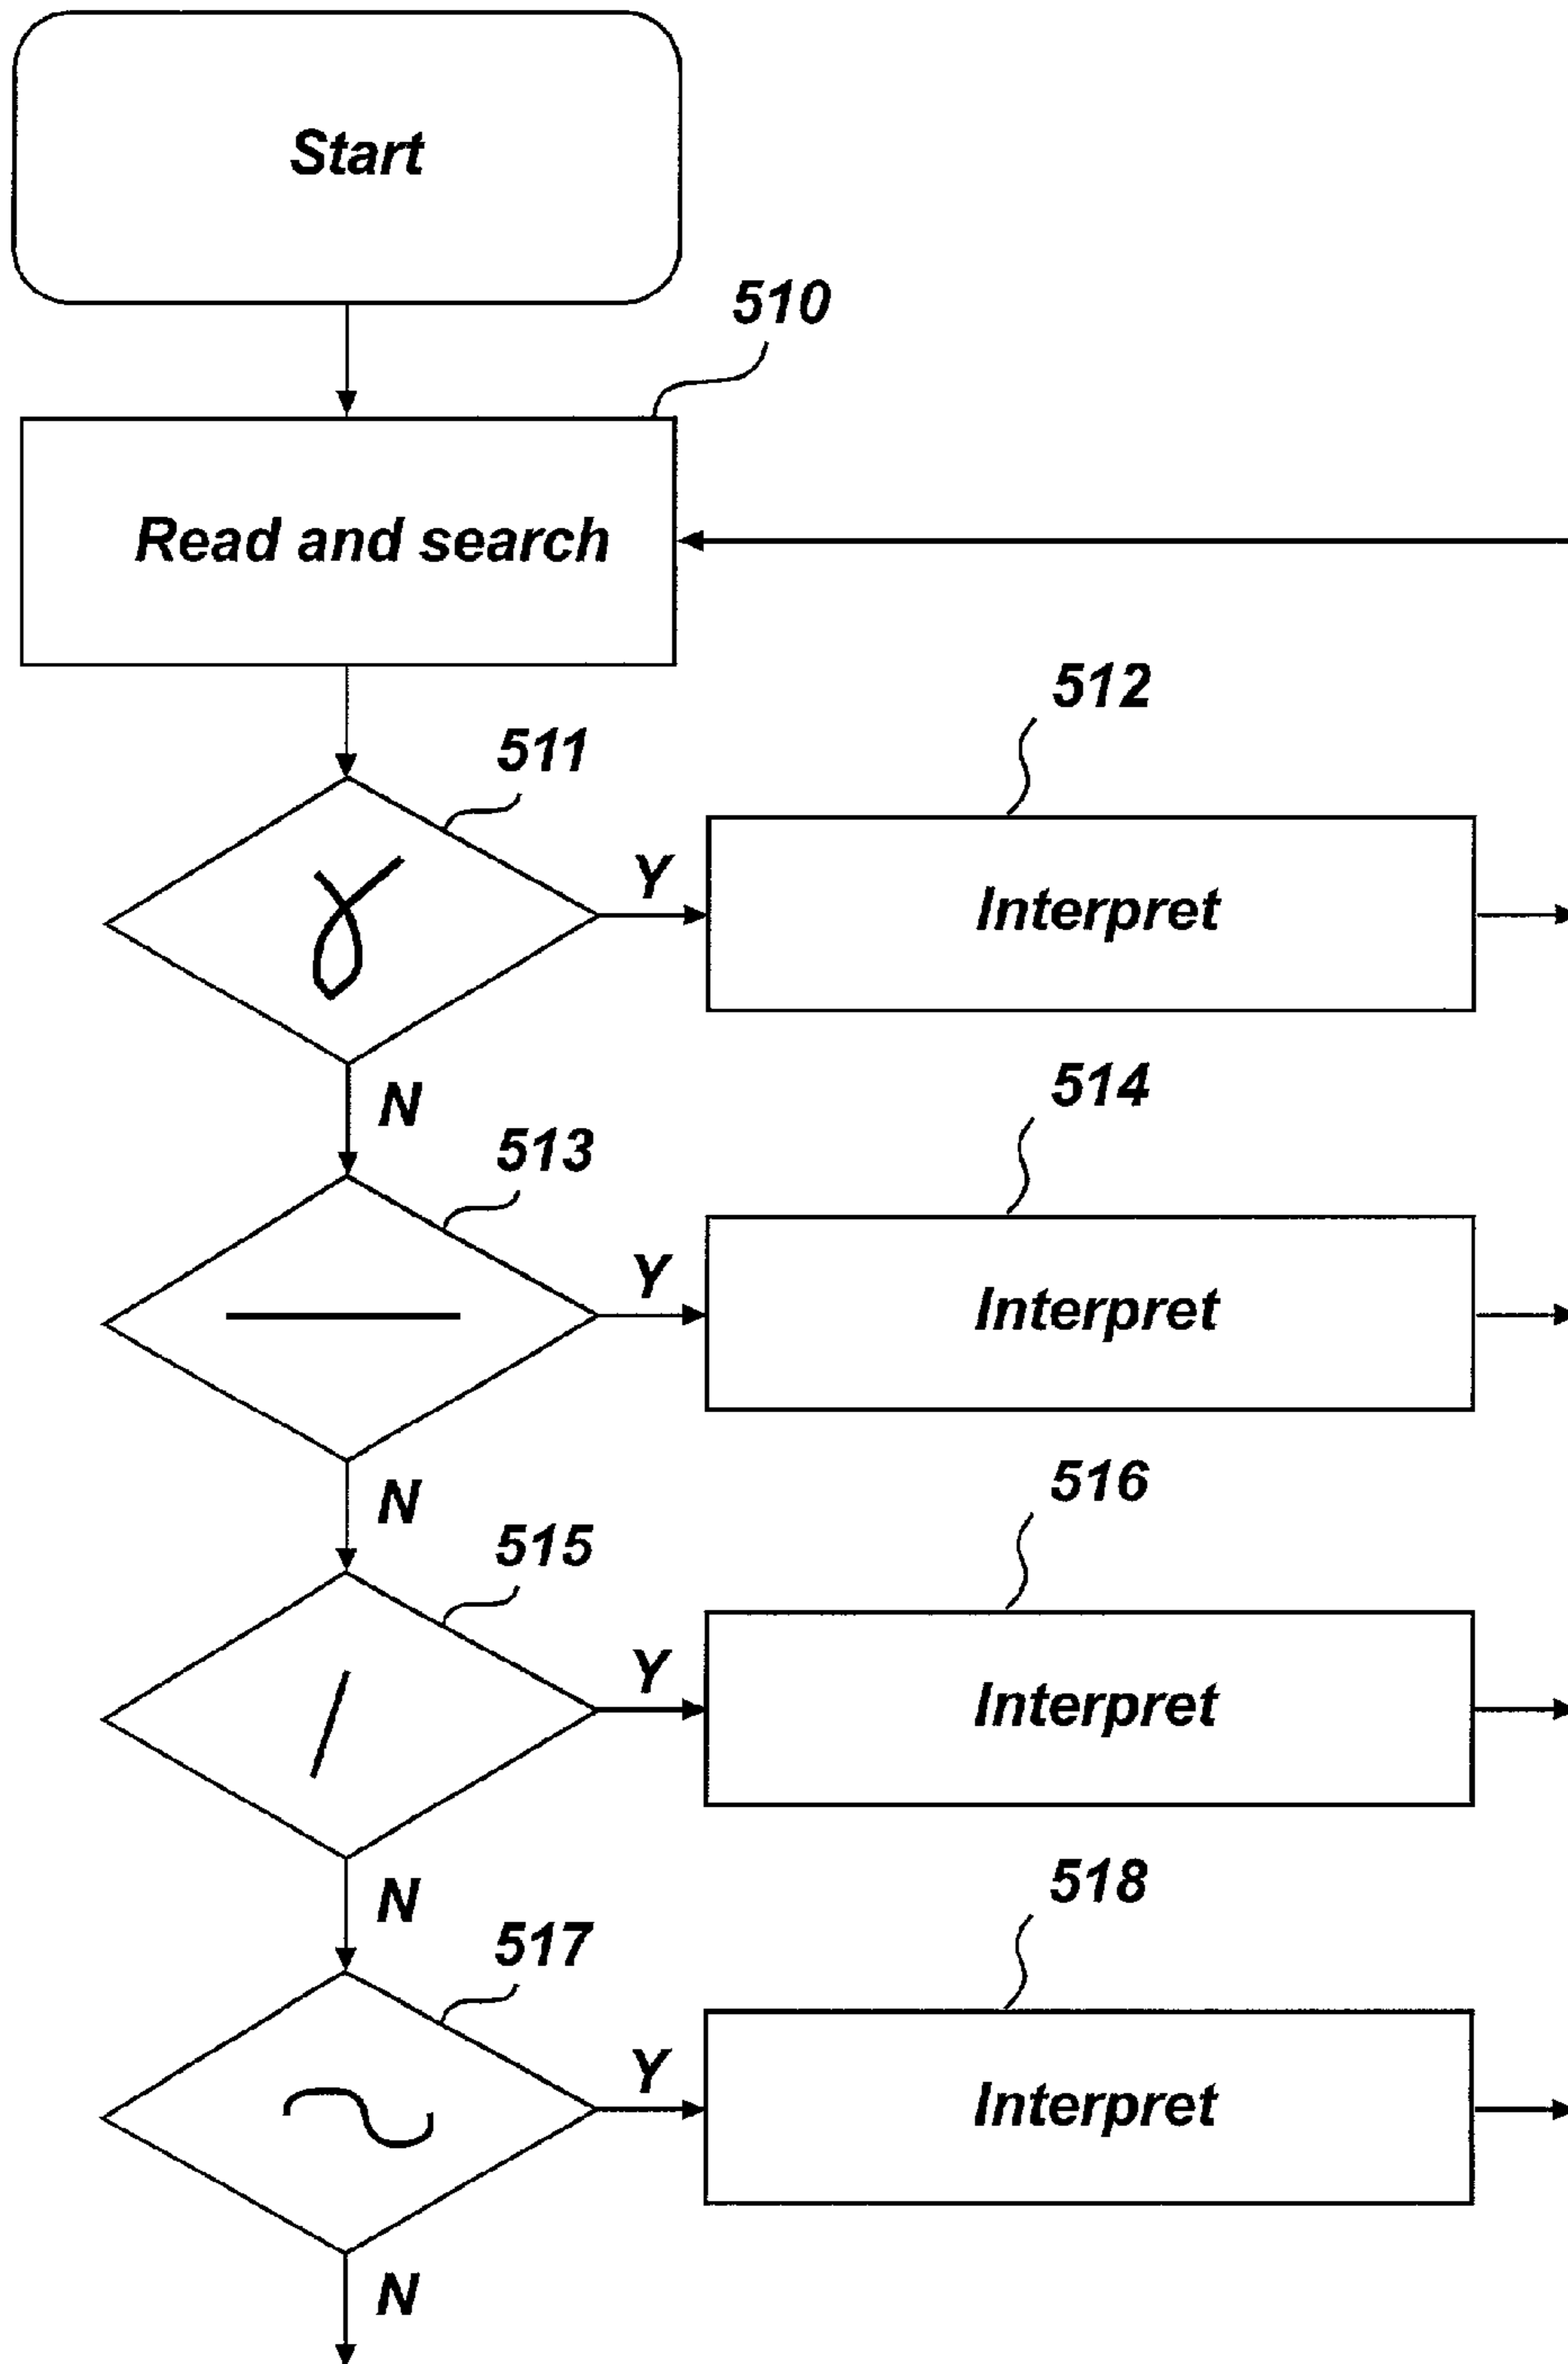 Start
510
Read and search
512
511
Y
Interpret
N
514
513
Y
Interpret
N
516
515
Y
Interpret
N
518
517
Y
Interpret
N